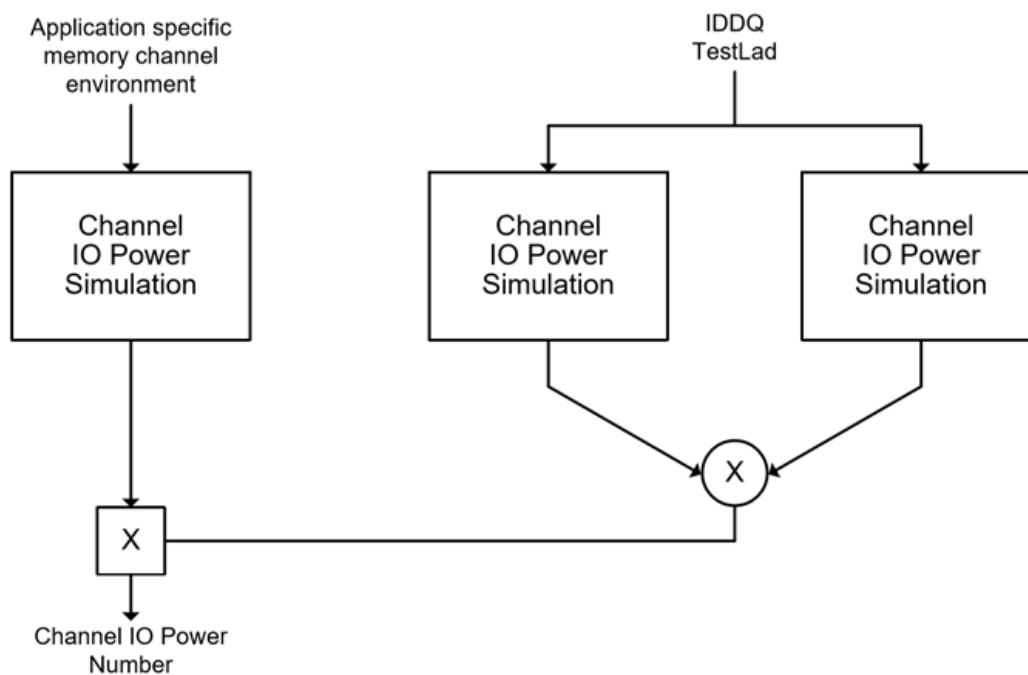 Application specific
memory channel
environment
IDDQ
TestLad
Channel
IO Power
Simulation
Channel
IO Power
Simulation
Channel
IO Power
Simulation
X
X
Channel IO Power
Number